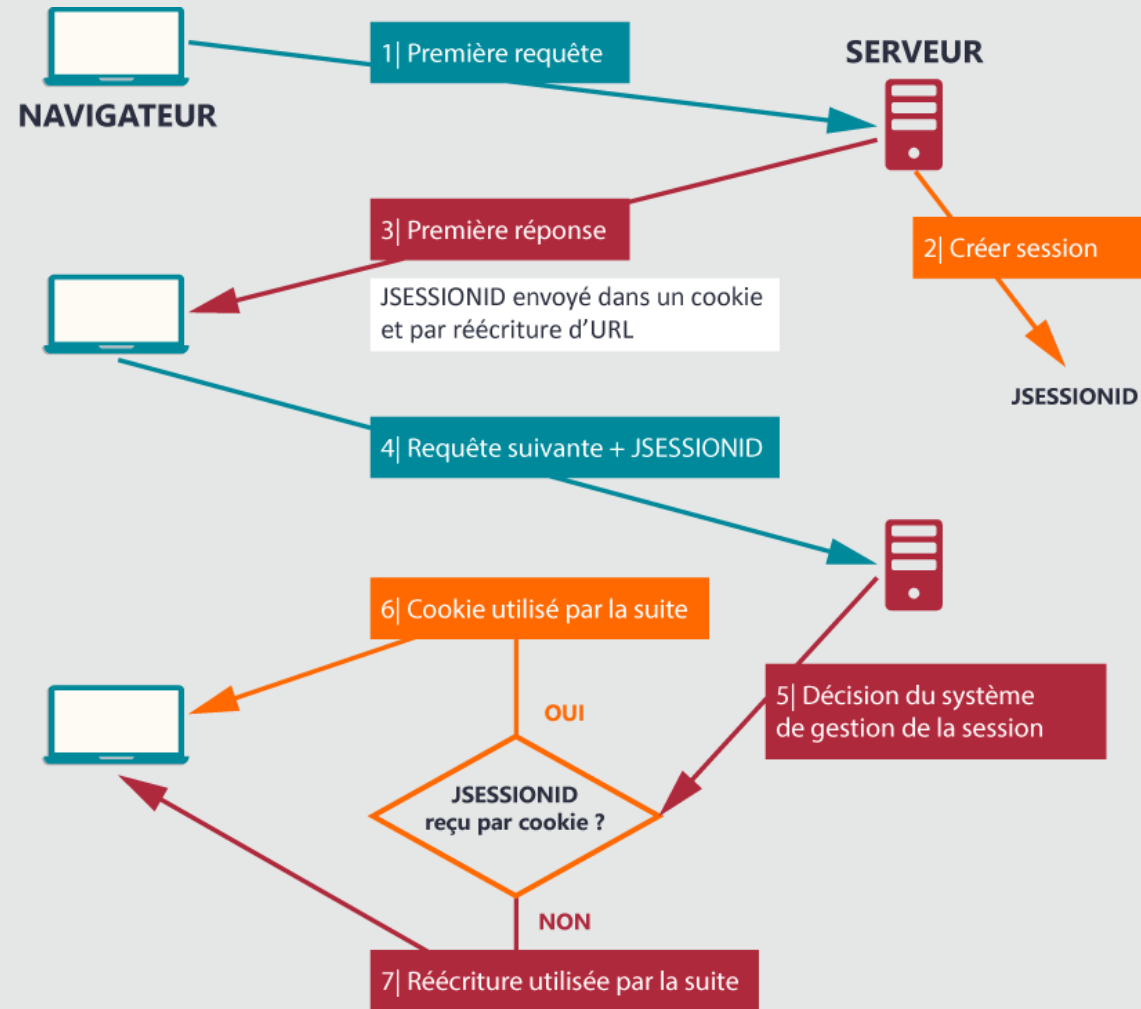 1| Première requête
SERVEUR
NAVIGATEUR
3| Première réponse
2| Créer session
JSESSIONID envoyé dans un cookie
et par réécriture d’URL
JSESSIONID
4| Requête suivante + JSESSIONID
6| Cookie utilisé par la suite
5| Décision du système
de gestion de la session
OUI
JSESSIONID
reçu par cookie ?
NON
7| Réécriture utilisée par la suite